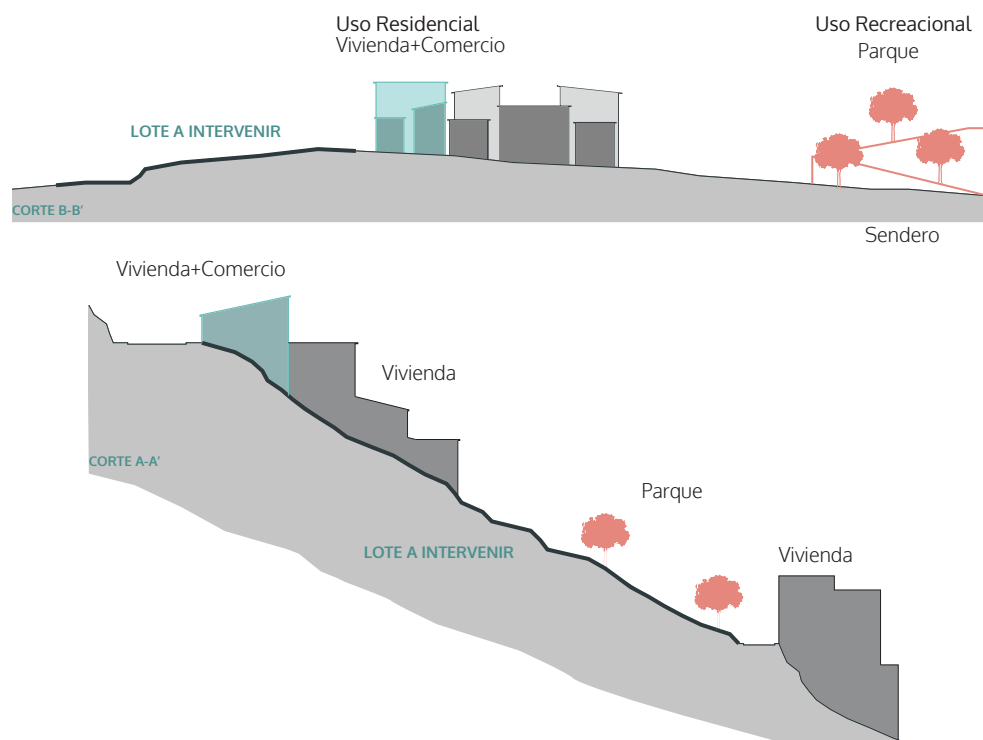 Uso Residencial
Vivienda+Comercio
Uso Recreacional
Parque
LOTE A INTERVENIR
CORTE B-B'
Sendero
Vivienda+Comercio
Vivienda
CORTE A-A'
Parque
LOTE A INTERVENIR
Vivienda